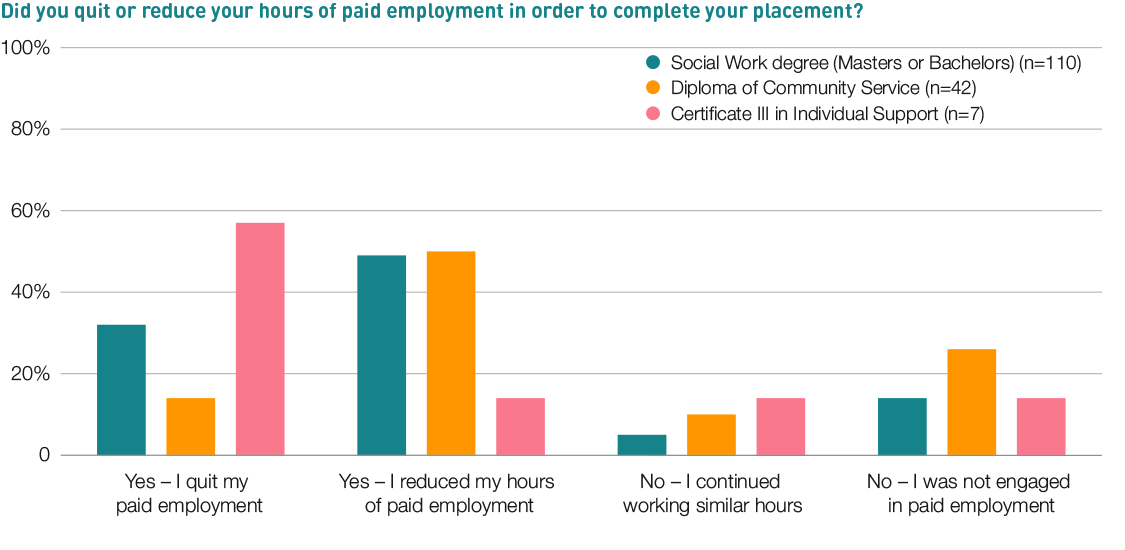 Did you quit or reduce your hours of paid employment in order to complete your placement?
100%
Social Work degree (Masters or Bachelors) (n=110)
Diploma of Community Service (n=42)
Certificate III in Individual Support (n=7)
80%
60%
40%
20%
0
Yes – I quit my
paid employment
Yes – I reduced my hours
of paid employment
No – I continued
working similar hours
No – I was not engaged
in paid employment